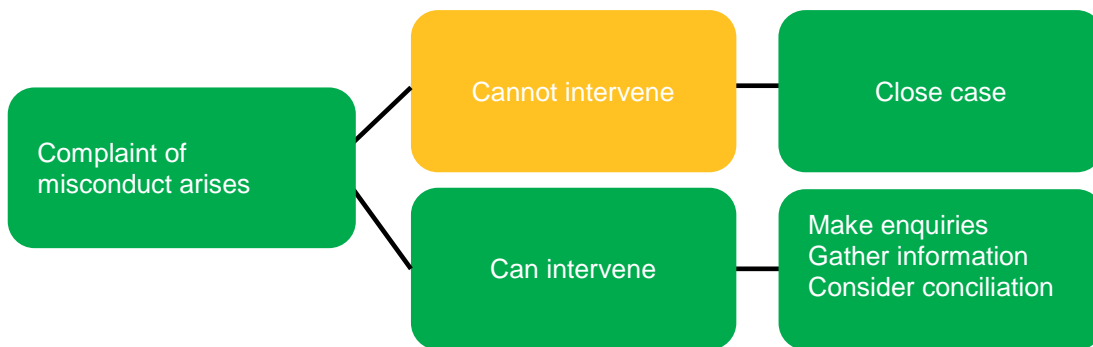 Complaint of
misconduct arises
Cannot intervene
Close case
Can intervene
Make enquiries
Gather information
Consider conciliation